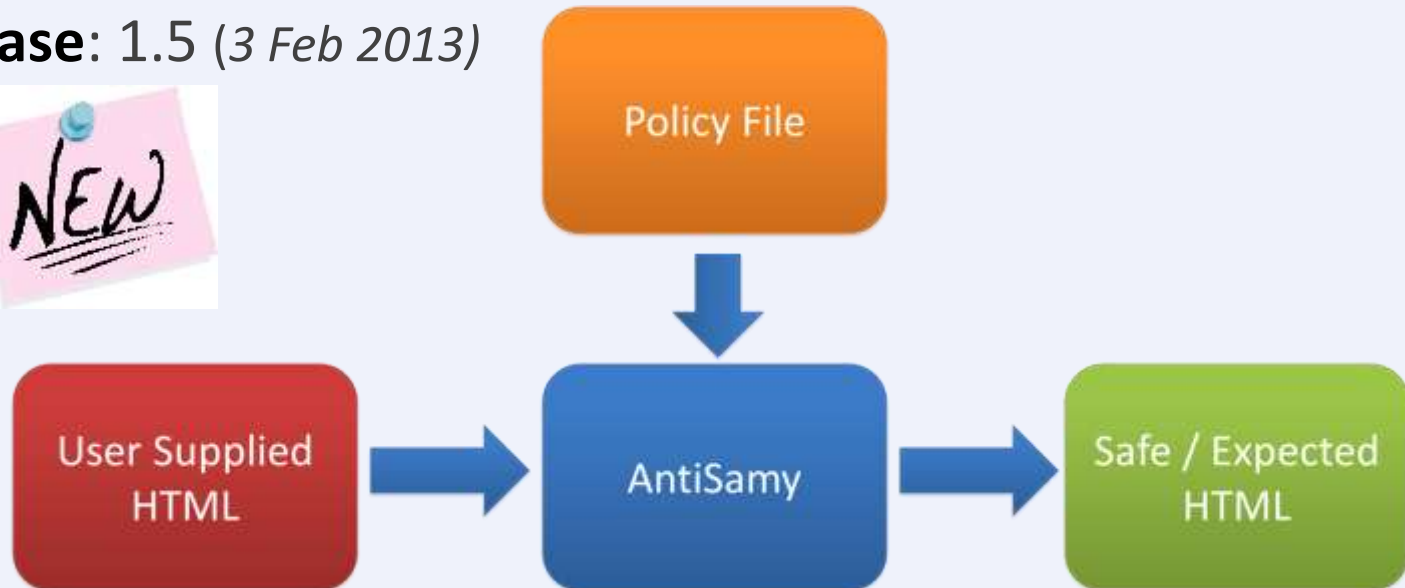 ase: 1.5 (3 Feb 2013)
NEW
Policy File
User Supplied
HTML
AntiSamy
Safe / Expected
HTML